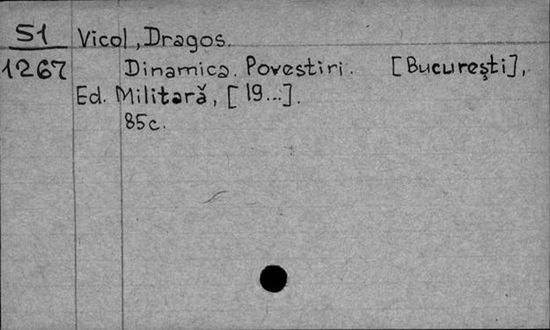 S1 Vicol, Dragos.
1267 Dinamica. Povestiri. [Bucureşti],
Ed. Militară, [19...].
85c.